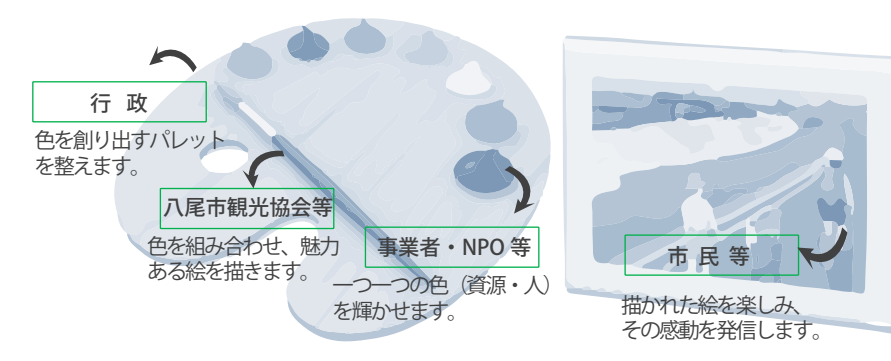 行 政
色を創り出すパレット
を整えます。
八尾市観光協会等
色を組み合わせ、魅力
ある絵を描きます。
事業者・NPO 等
一つ一つの色（資源・人）
を輝かせます。
市 民 等
描かれた絵を楽しみ、
その感動を発信します。